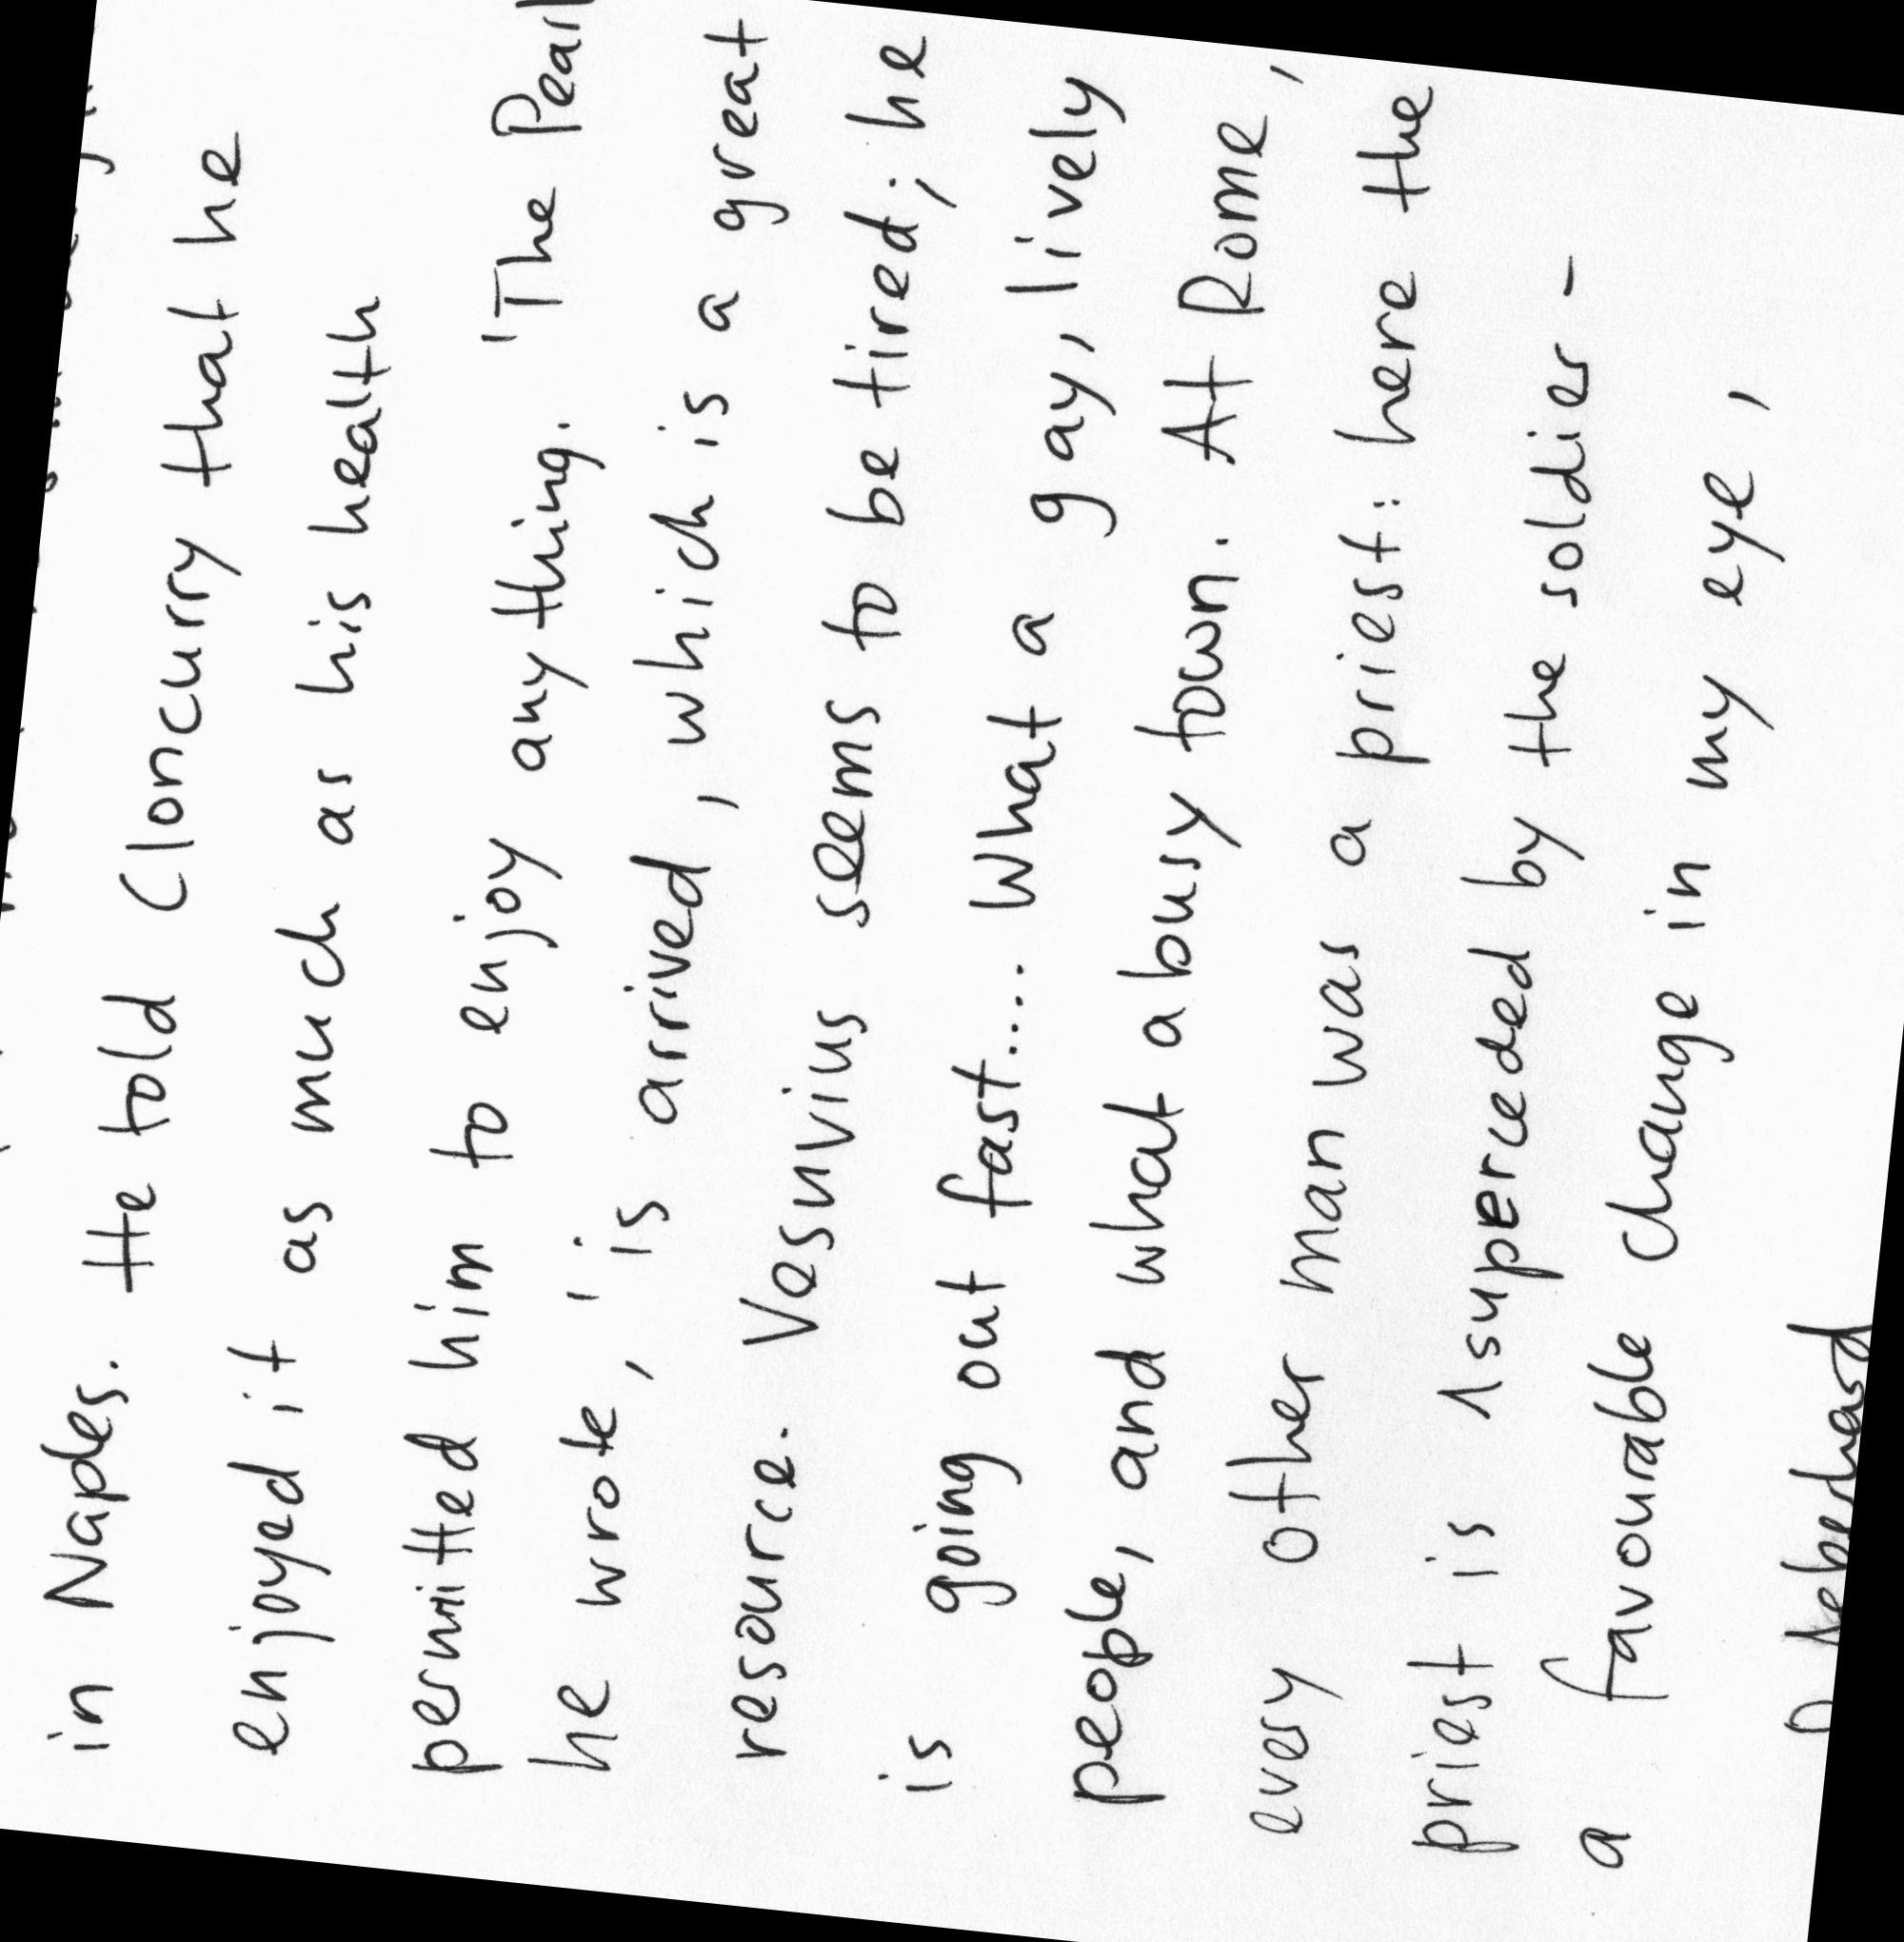 in Naples. He told Cloncurry that he
enjoyed it as much as his health
permitted him to enjoy any thing. 'The Pearl
he wrote, 'is arrived, which is a great
resource. Vesuvius seems to be tired; he
is going out fast.... What a gay, lively
people, and what a busy town. At Rome,
every other man was a priest: here the
priest is superceded by the soldier -
a favourable change in my eye,